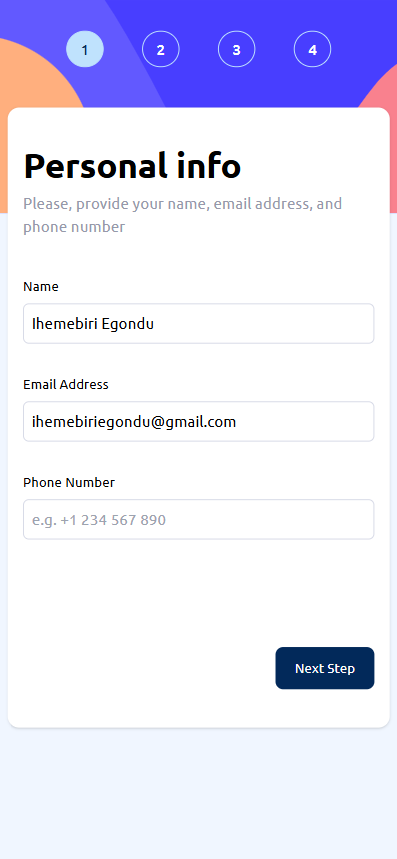 1 2 3 4
Personal info
Please, provide your name, email address, and
phone number
Name
Ihemebiri Egondu
Email Address
ihemebiriegondu@gmail.com
Phone Number
e.g. +1 234 567 890
Next Step